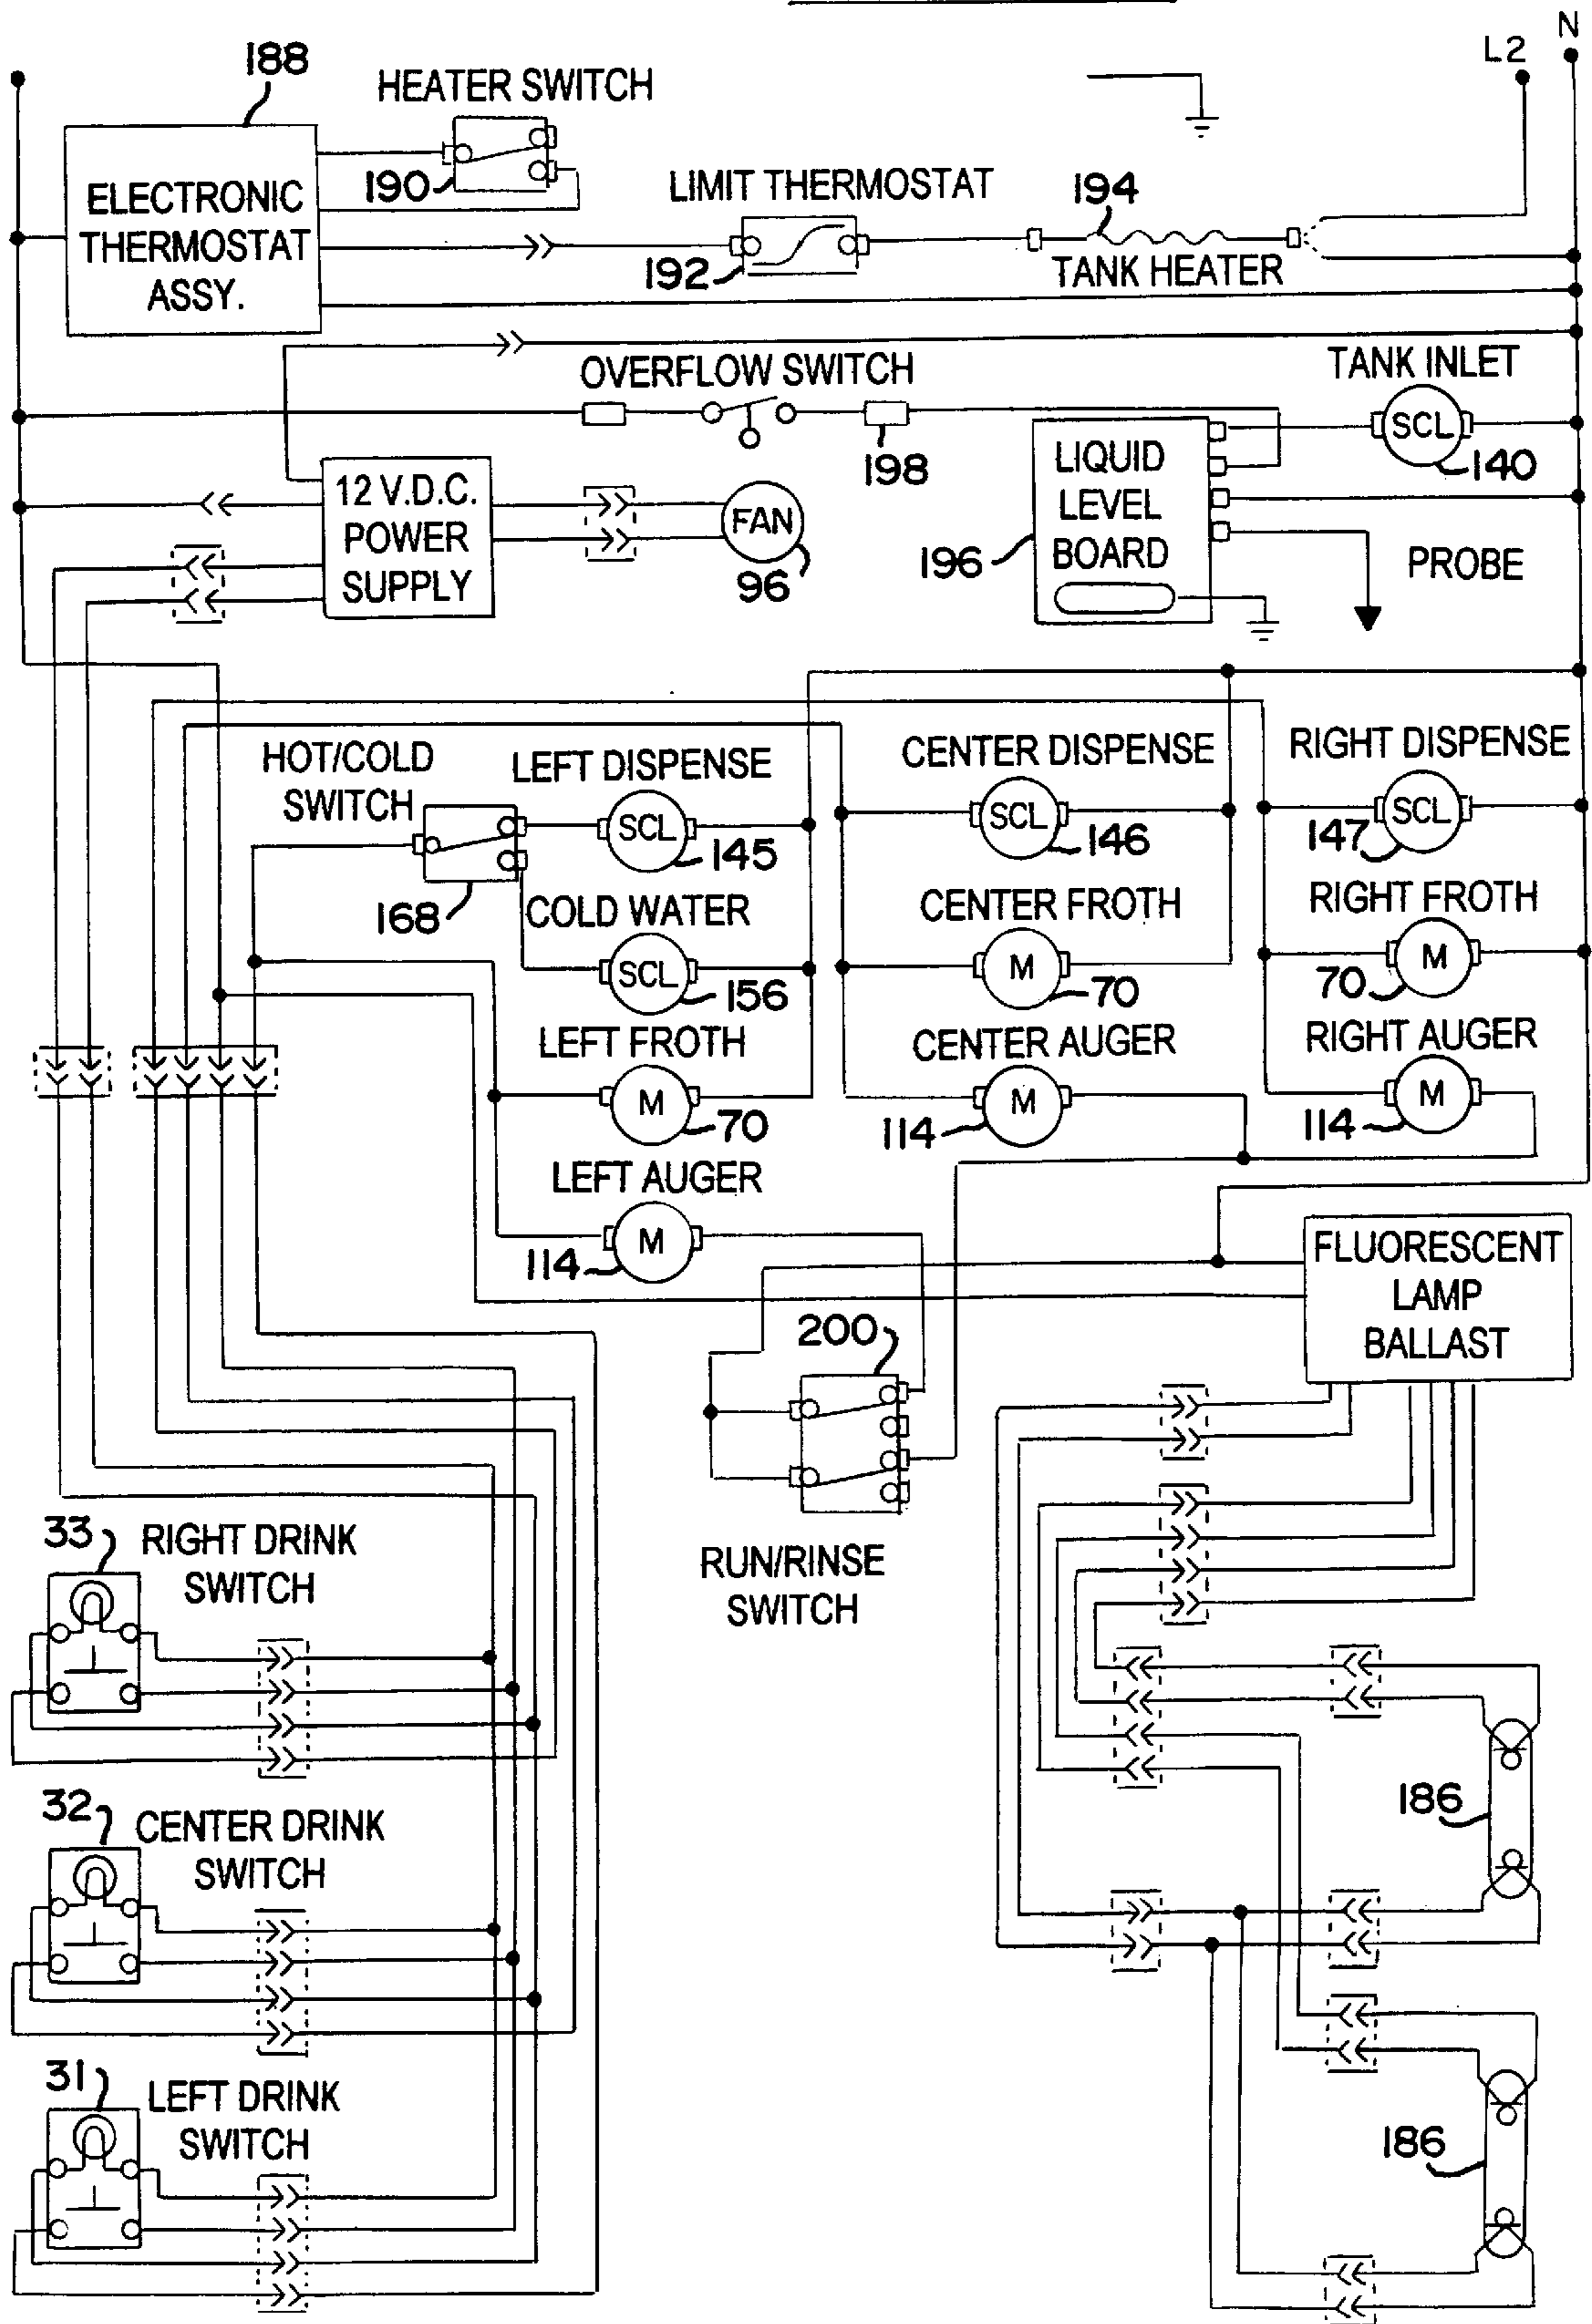 N
L2
188
HEATER SWITCH
190
ELECTRONIC
THERMOSTAT
ASSY.
LIMIT THERMOSTAT
192
194
TANK HEATER
OVERFLOW SWITCH
198
TANK INLET
SCL
140
12 V.D.C.
POWER
SUPPLY
FAN
96
LIQUID
LEVEL
BOARD
196
PROBE
HOT/COLD
SWITCH
168
LEFT DISPENSE
SCL
145
COLD WATER
SCL
156
LEFT FROTH
M
70
LEFT AUGER
M
114
CENTER DISPENSE
SCL
146
CENTER FROTH
M
70
CENTER AUGER
M
114
RIGHT DISPENSE
SCL
147
RIGHT FROTH
M
70
RIGHT AUGER
M
114
FLUORESCENT
LAMP
BALLAST
200
RUN/RINSE
SWITCH
33
RIGHT DRINK
SWITCH
32
CENTER DRINK
SWITCH
31
LEFT DRINK
SWITCH
186
186